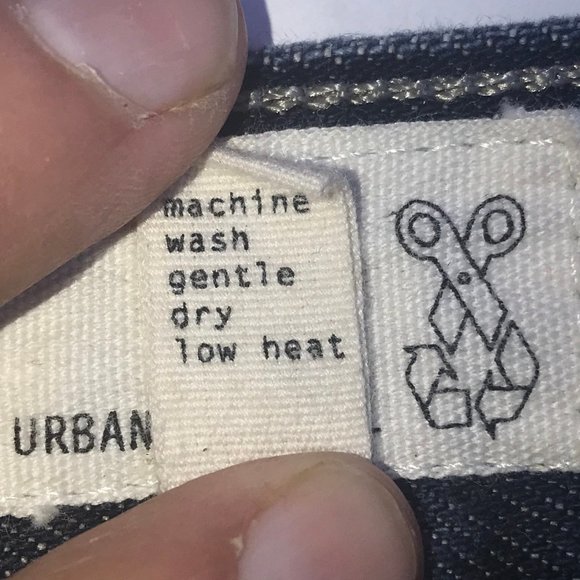 machine
wash
gentle
dry
low heat
URBAN